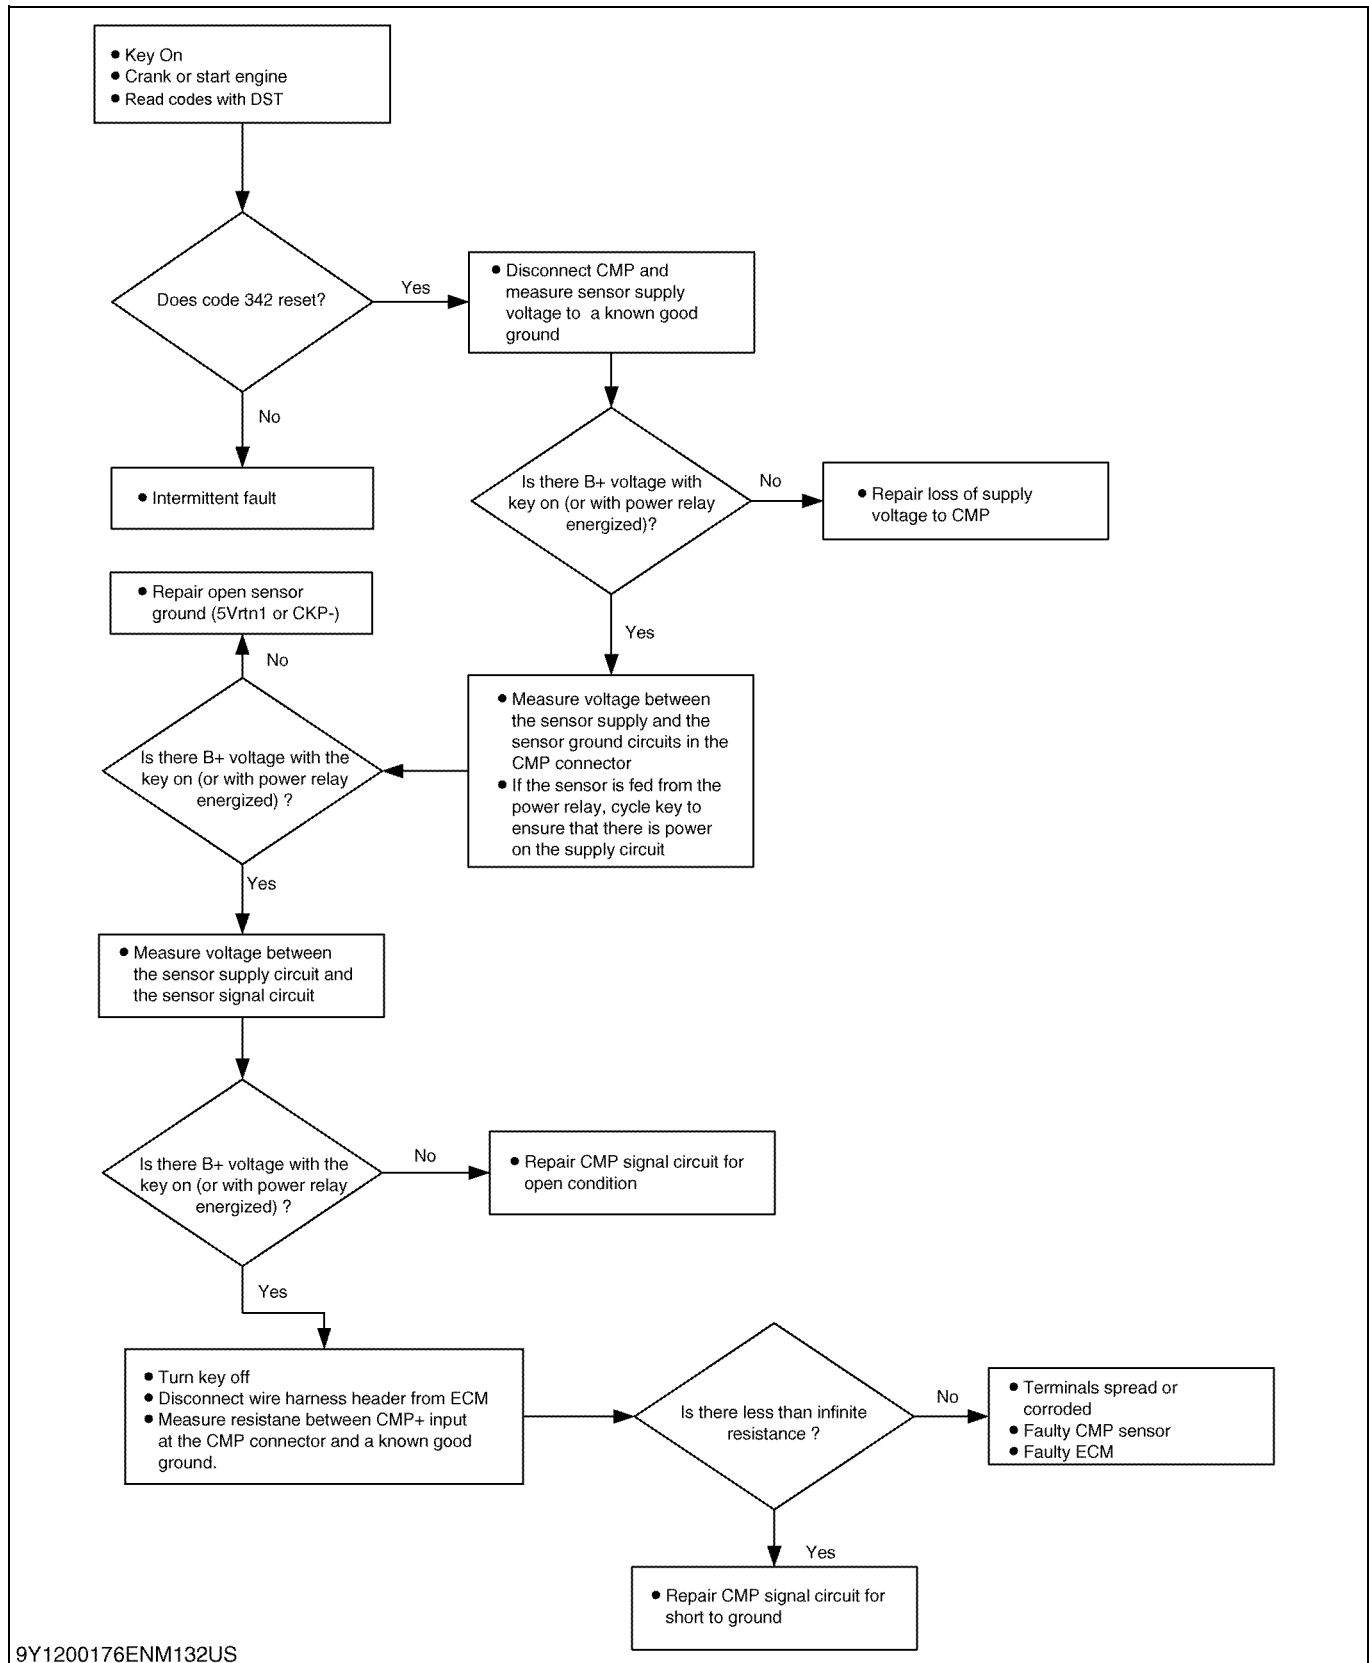 ● Key On
● Crank or start engine
● Read codes with DST
Does code 342 reset?
Yes
● Disconnect CMP and
measure sensor supply
voltage to a known good
ground
No
● Intermittent fault
Is there B+ voltage with
key on (or with power relay
energized)?
No
● Repair loss of supply
voltage to CMP
Yes
● Measure voltage between
the sensor supply and the
sensor ground circuits in the
CMP connector
● If the sensor is fed from the
power relay, cycle key to
ensure that there is power
on the supply circuit
Is there B+ voltage with the
key on (or with power relay
energized) ?
No
● Repair open sensor
ground (5Vrtn1 or CKP-)
Yes
● Measure voltage between
the sensor supply circuit and
the sensor signal circuit
Is there B+ voltage with the
key on (or with power relay
energized) ?
No
● Repair CMP signal circuit for
open condition
Yes
● Turn key off
● Disconnect wire harness header from ECM
● Measure resistane between CMP+ input
at the CMP connector and a known good
ground.
Is there less than infinite
resistance ?
No
● Terminals spread or
corroded
● Faulty CMP sensor
● Faulty ECM
Yes
● Repair CMP signal circuit for
short to ground
9Y1200176ENM132US